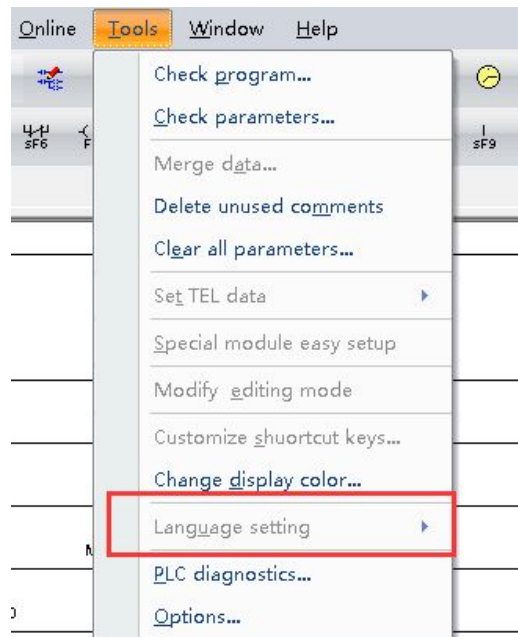 Online Tools Window Help
sF6 F sF9
Check program...
Check parameters...
Merge data...
Delete unused comments
Clear all parameters...
Set TEL data
Special module easy setup
Modify editing mode
Customize shuortcut keys...
Change display color...
Language setting
PLC diagnostics...
Options...